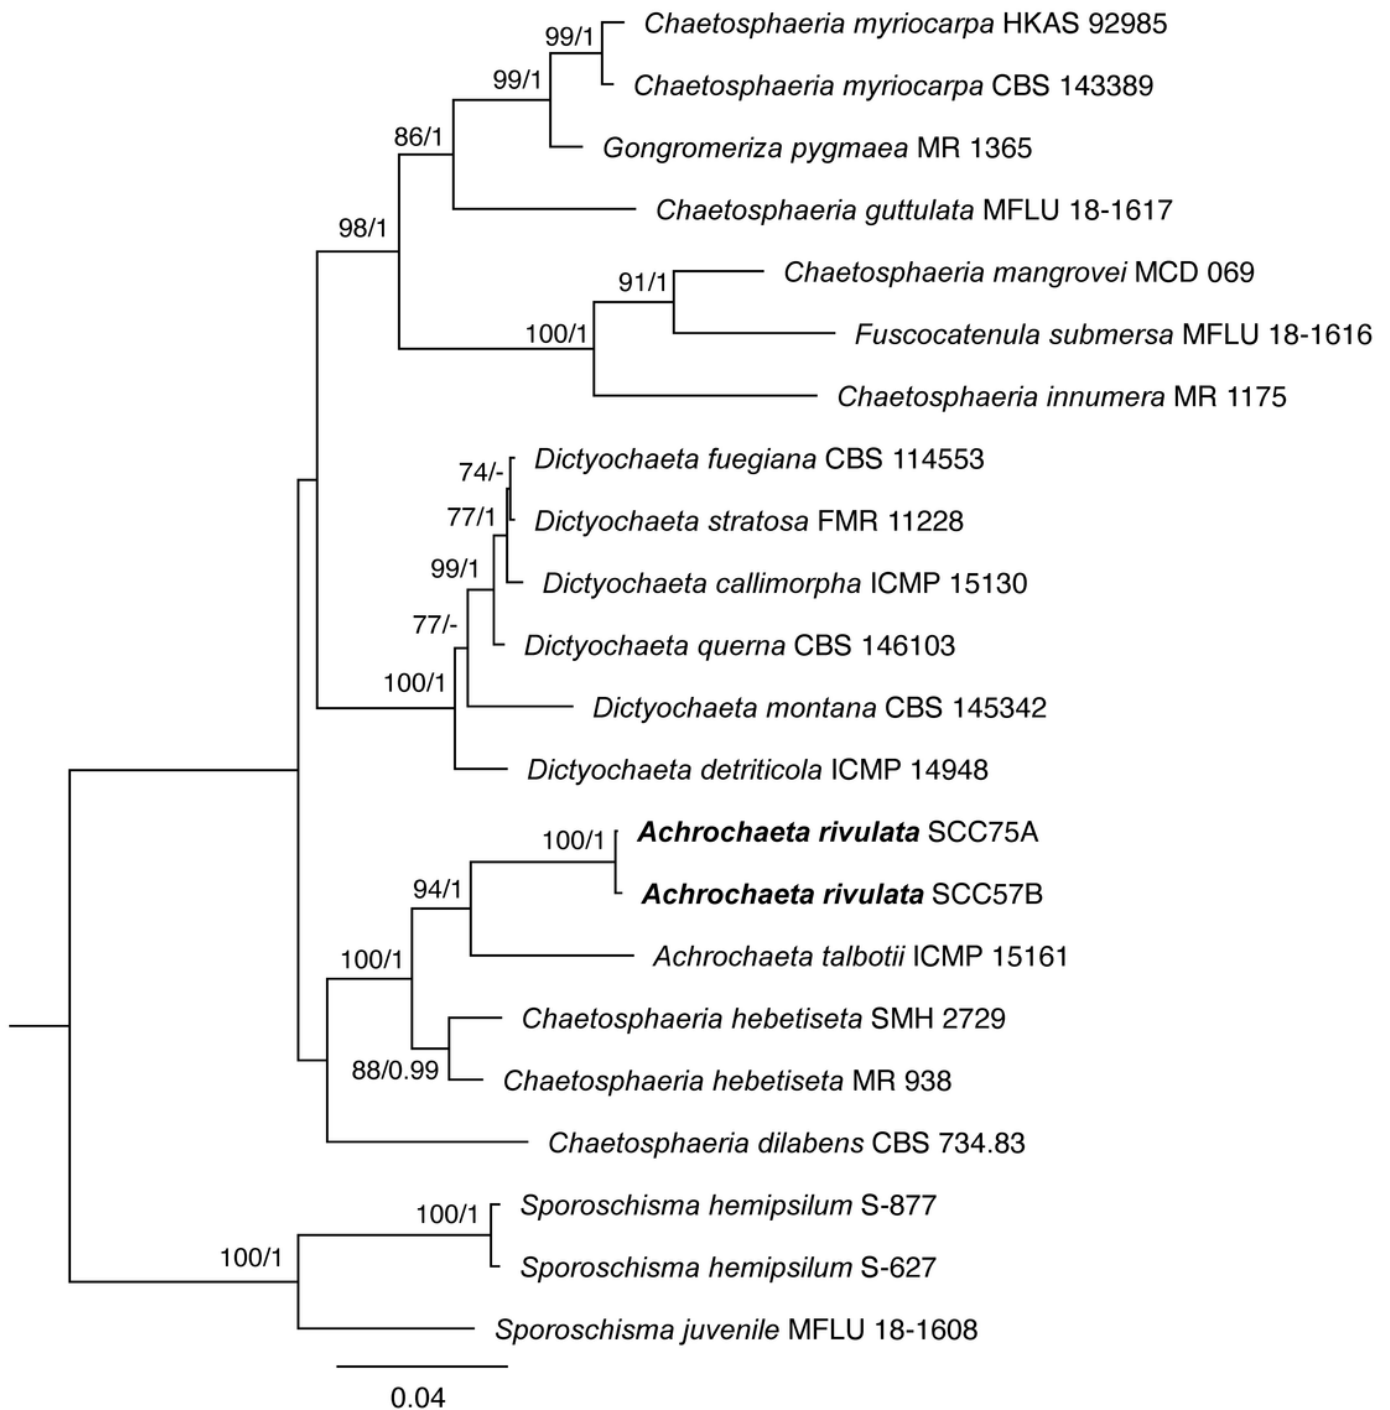 Chaetosphaeria myriocarpa HKAS 92985
99/1
Chaetosphaeria myriocarpa CBS 143389
99/1
86/1
Gongromeriza pygmaea MR 1365
Chaetosphaeria guttulata MFLU 18-1617
98/1
Chaetosphaeria mangrovei MCD 069
91/1
100/1
Fuscocatenula submersa MFLU 18-1616
Chaetosphaeria innumera MR 1175
Dictyochaeta fuegiana CBS 114553
74/-
77/1
Dictyochaeta stratosa FMR 11228
99/1
Dictyochaeta callimorpha ICMP 15130
77/-
Dictyochaeta querna CBS 146103
100/1
Dictyochaeta montana CBS 145342
Dictyochaeta detriticola ICMP 14948
Achrochaeta rivulata SCC75A
100/1
94/1
Achrochaeta rivulata SCC57B
100/1
Achrochaeta talbotii ICMP 15161
Chaetosphaeria hebetiseta SMH 2729
88/0.99
Chaetosphaeria hebetiseta MR 938
Chaetosphaeria dilabens CBS 734.83
Sporoschisma hemipsilum S-877
100/1
100/1
Sporoschisma hemipsilum S-627
Sporoschisma juvenile MFLU 18-1608
0.04